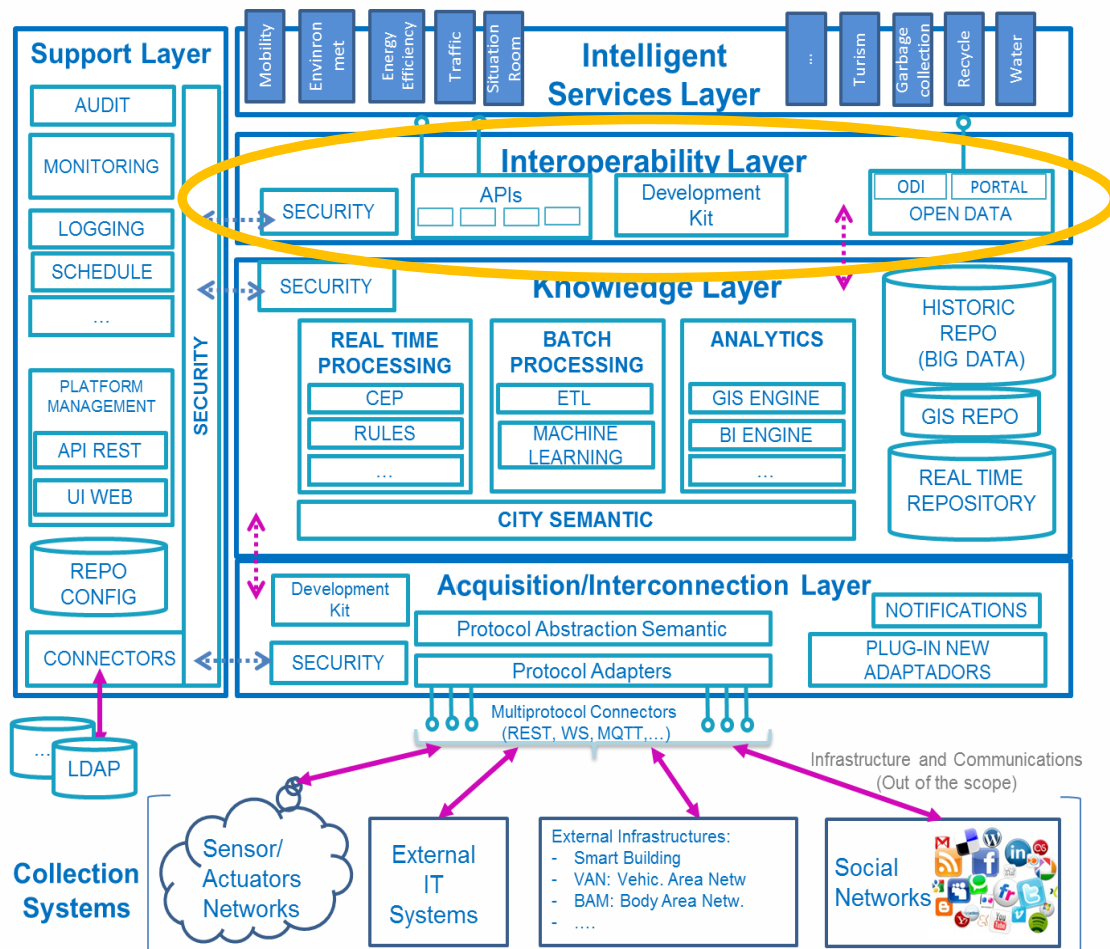 Support Layer
AUDIT
MONITORING
LOGGING
SCHEDULE
...
PLATFORM
MANAGEMENT
API REST
UI WEB
REPO
CONFIG
CONNECTORS
SECURITY
...
LDAP
Mobility
Environ
met
Energy
Efficiency
Traffic
Situation
Room
Intelligent
Services Layer
...
Turism
Garbage
collection
Recycle
Water
Interoperability Layer
SECURITY
APIs
Development
Kit
ODI
PORTAL
OPEN DATA
Knowledge Layer
SECURITY
REAL TIME
PROCESSING
CEP
RULES
...
BATCH
PROCESSING
ETL
MACHINE
LEARNING
ANALYTICS
GIS ENGINE
BI ENGINE
...
CITY SEMANTIC
HISTORIC
REPO
(BIG DATA)
GIS REPO
REAL TIME
REPOSITORY
Acquisition/Interconnection Layer
Development
Kit
SECURITY
Protocol Abstraction Semantic
Protocol Adapters
NOTIFICATIONS
PLUG-IN NEW
ADAPTADORS
Multiprotocol Connectors
(REST, WS, MQTT,...)
Infrastructure and Communications
(Out of the scope)
Collection
Systems
Sensor/
Actuators
Networks
External
IT
Systems
External Infrastructures:
- Smart Building
- VAN: Vehic. Area Netw
- BAM: Body Area Netw.
- ....
Social
Networks